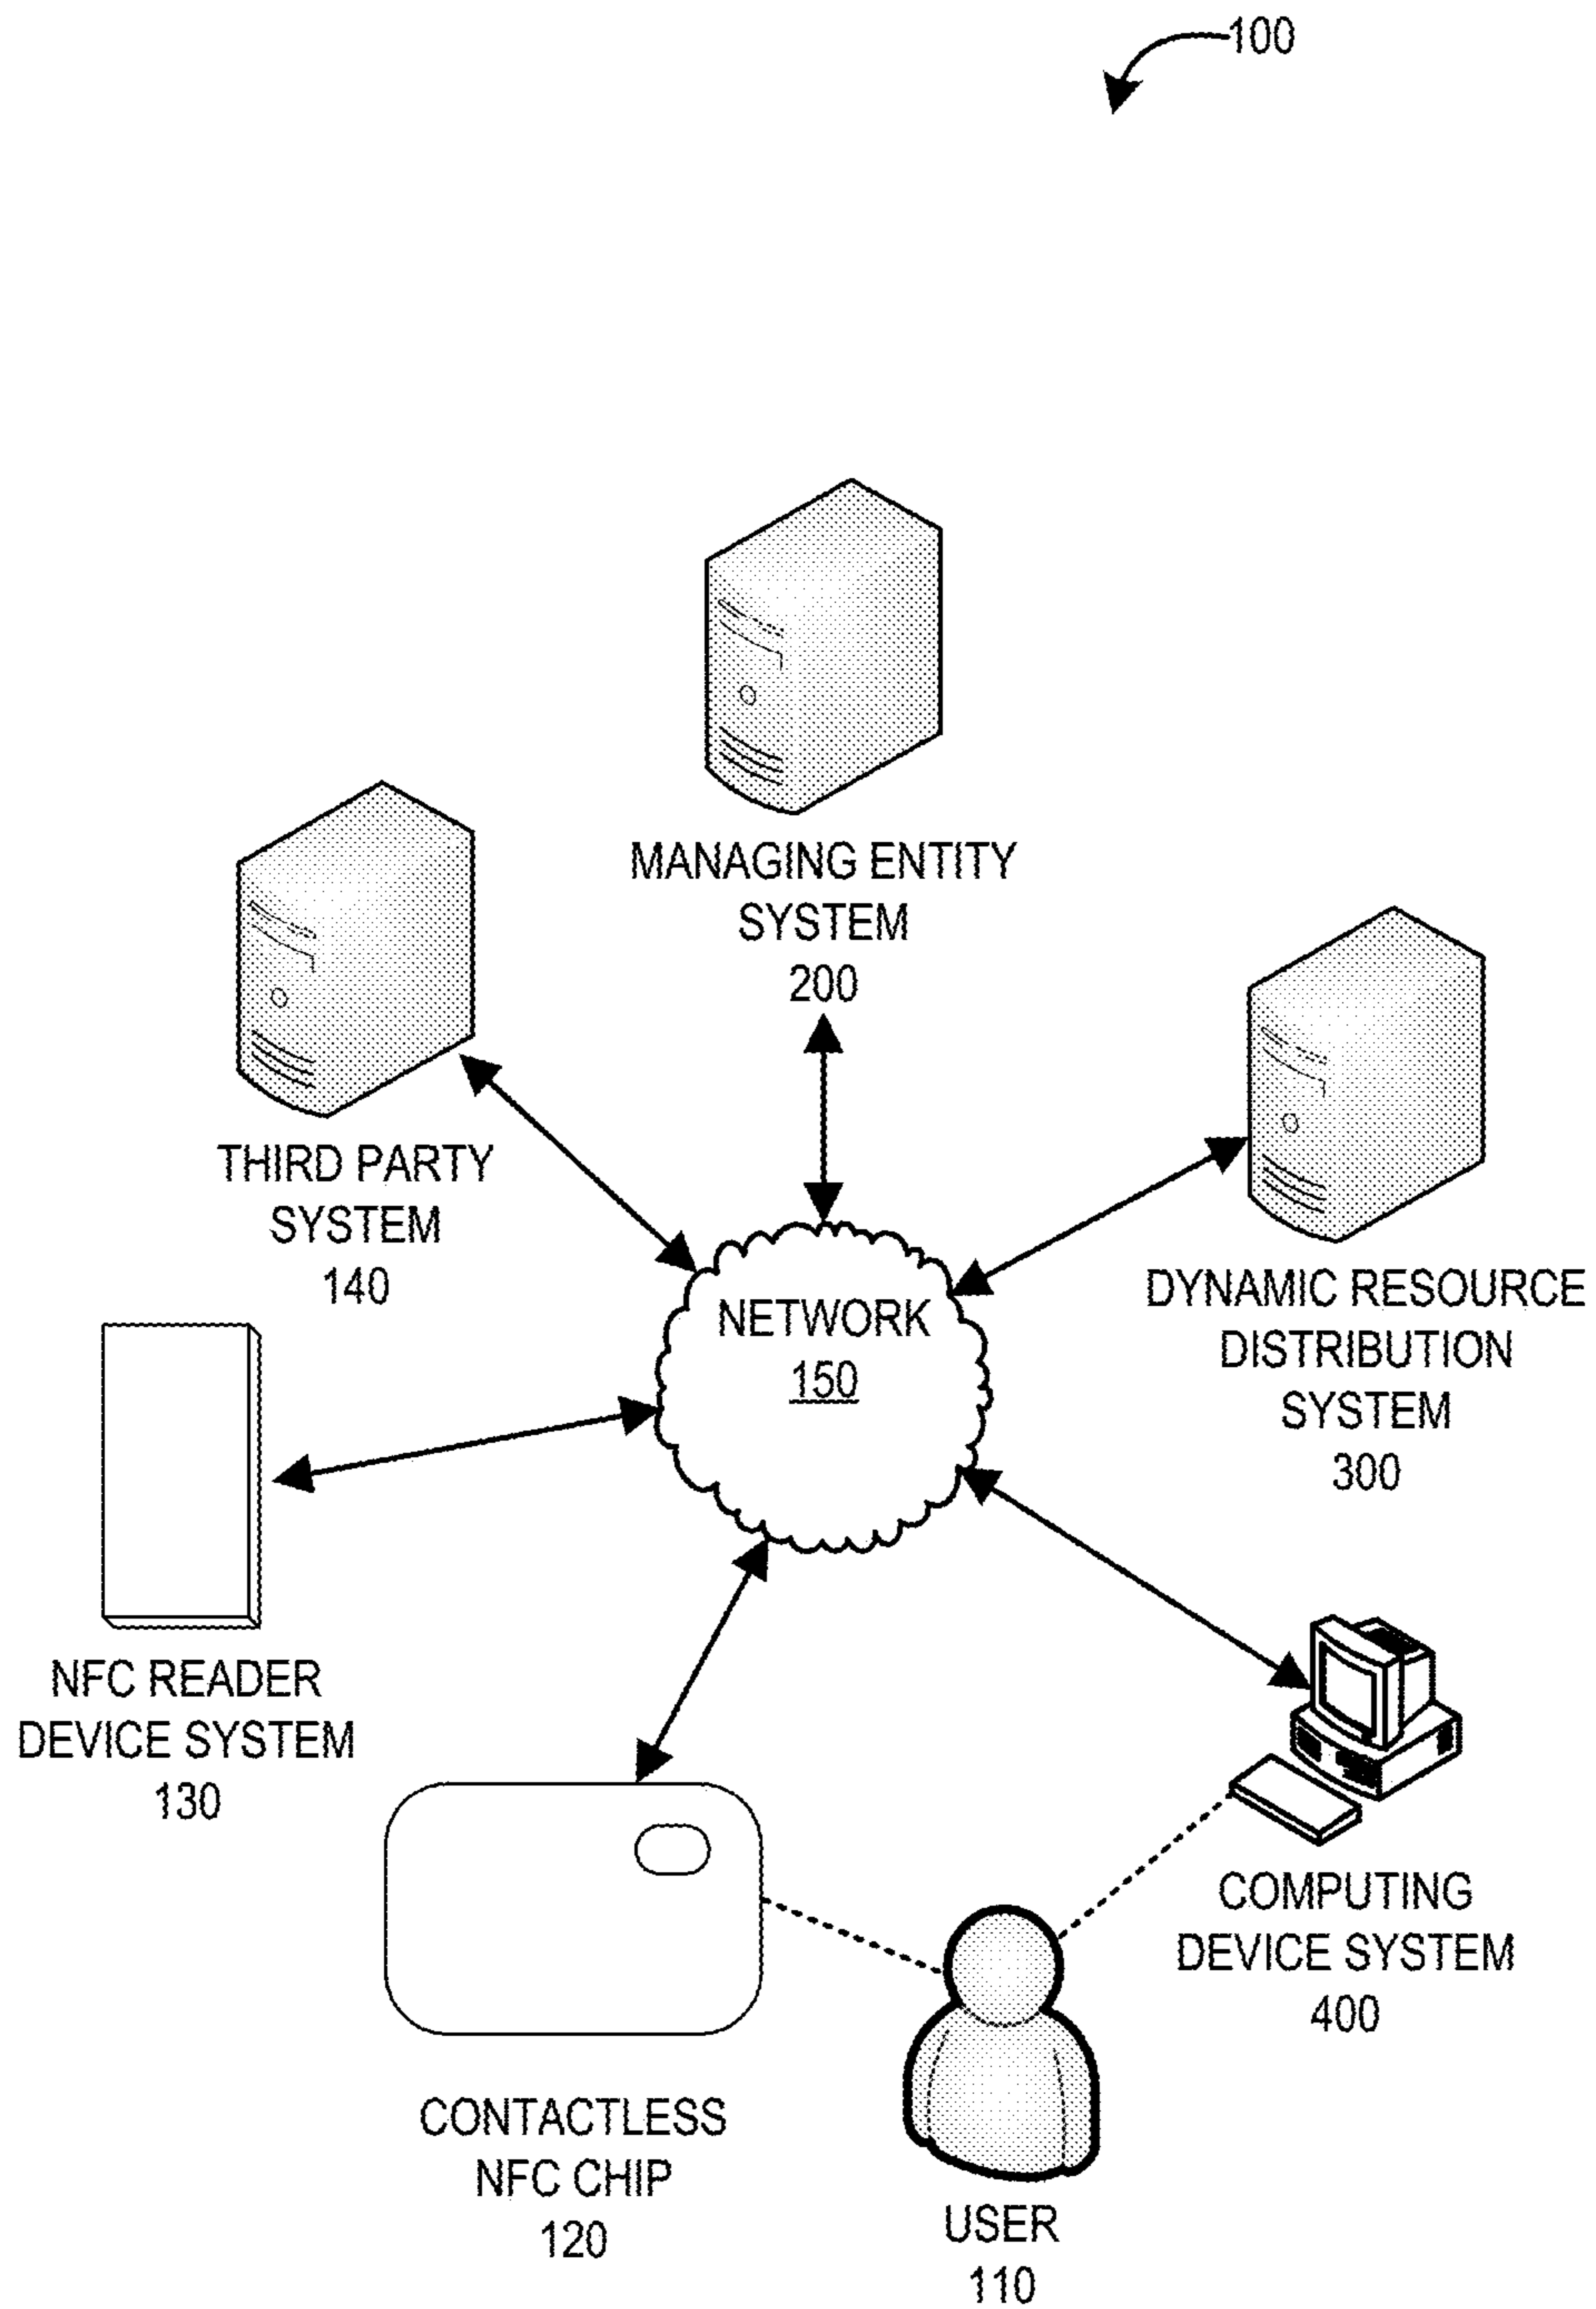 100
MANAGING ENTITY
SYSTEM
200
THIRD PARTY
SYSTEM
140
DYNAMIC RESOURCE
DISTRIBUTION
SYSTEM
300
NETWORK
150
NFC READER
DEVICE SYSTEM
130
COMPUTING
DEVICE SYSTEM
400
CONTACTLESS
NFC CHIP
120
USER
110